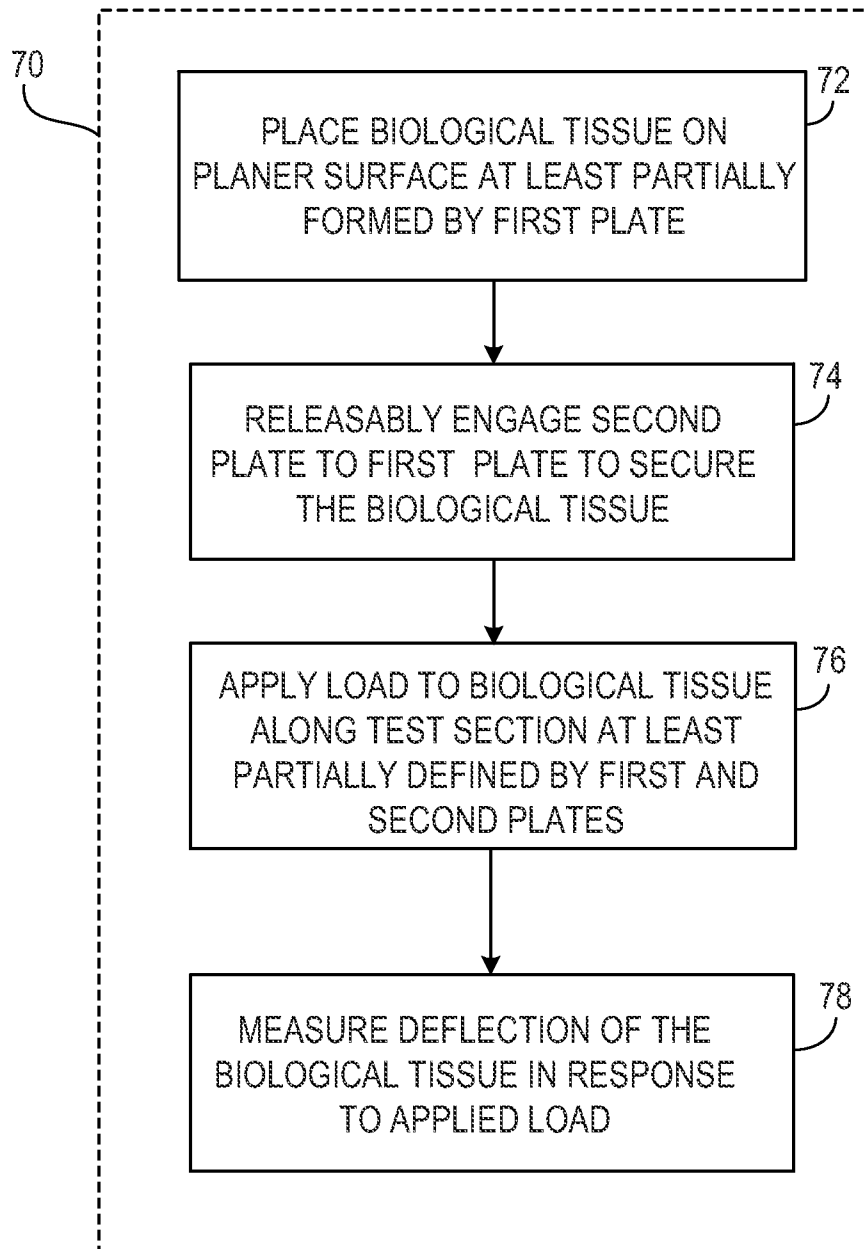 70
72
PLACE BIOLOGICAL TISSUE ON
PLANER SURFACE AT LEAST PARTIALLY
FORMED BY FIRST PLATE
74
RELEASABLY ENGAGE SECOND
PLATE TO FIRST PLATE TO SECURE
THE BIOLOGICAL TISSUE
76
APPLY LOAD TO BIOLOGICAL TISSUE
ALONG TEST SECTION AT LEAST
PARTIALLY DEFINED BY FIRST AND
SECOND PLATES
78
MEASURE DEFLECTION OF THE
BIOLOGICAL TISSUE IN RESPONSE
TO APPLIED LOAD